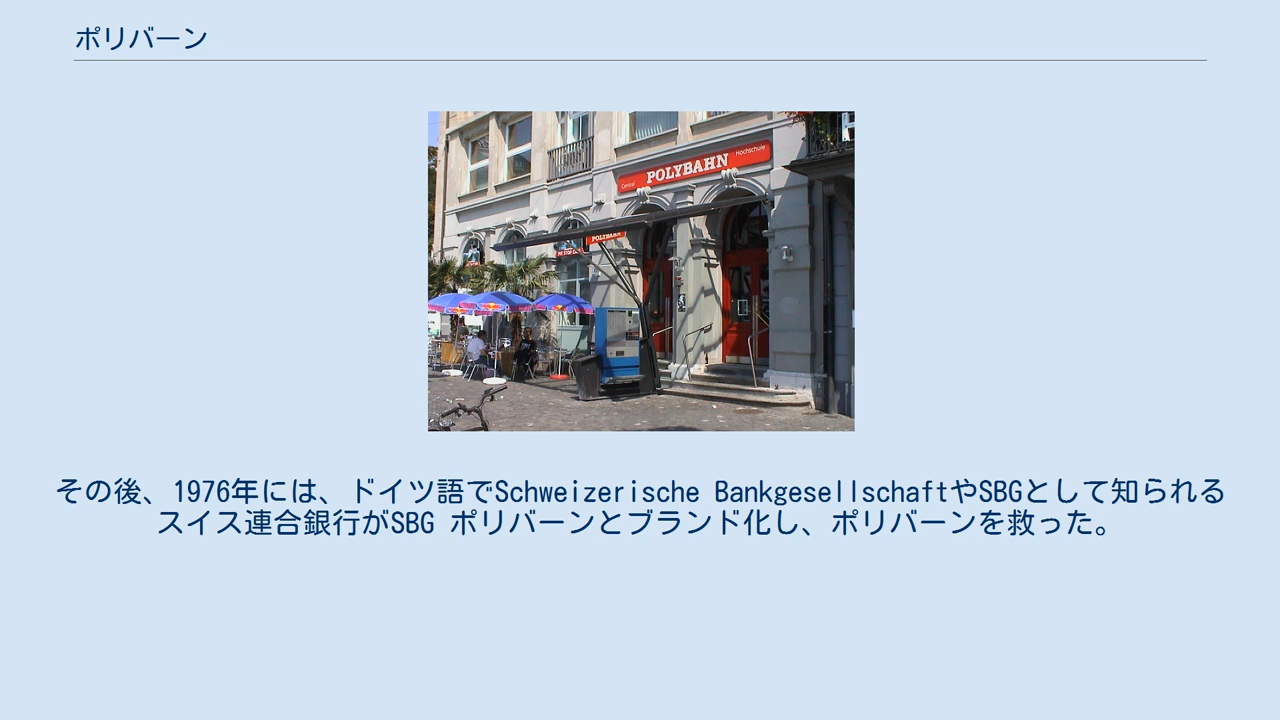 ポリバーン
Central POLYBAHN Hochschule
POLYBAHN
その後、1976年には、ドイツ語でSchweizerische BankgesellschaftやSBGとして知られる
スイス連合銀行がSBG ポリバーンとブランド化し、ポリバーンを救った。